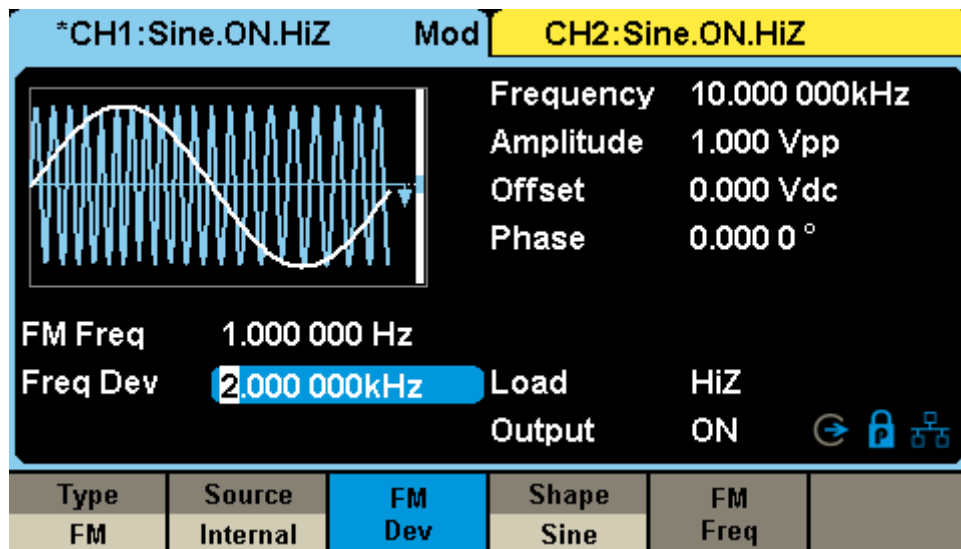 *CH1:Sine.ON.HiZ Mod CH2:Sine.ON.HiZ
Frequency 10.000 000kHz
Amplitude 1.000 Vpp
Offset 0.000 Vdc
Phase 0.000 0 °
FM Freq 1.000 000 Hz
Freq Dev 2.000 000kHz Load HiZ
Output ON P
Type Source FM Shape FM
FM Internal Dev Sine Freq